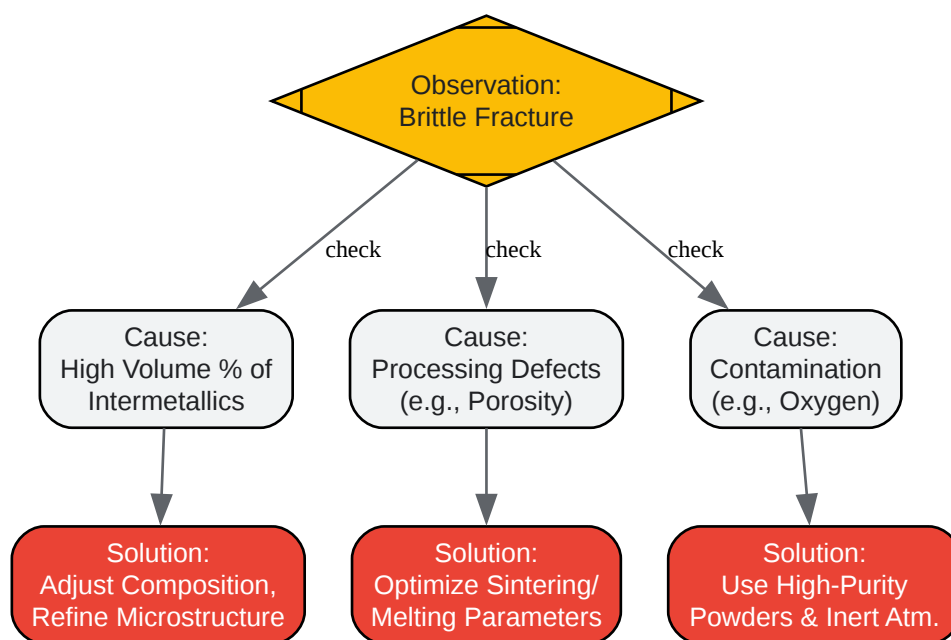 Observation:
Brittle Fracture
check
check
check
Cause:
High Volume % of
Intermetallics
Cause:
Processing Defects
(e.g., Porosity)
Cause:
Contamination
(e.g., Oxygen)
Solution:
Adjust Composition,
Refine Microstructure
Solution:
Optimize Sintering/
Melting Parameters
Solution:
Use High-Purity
Powders & Inert Atm.